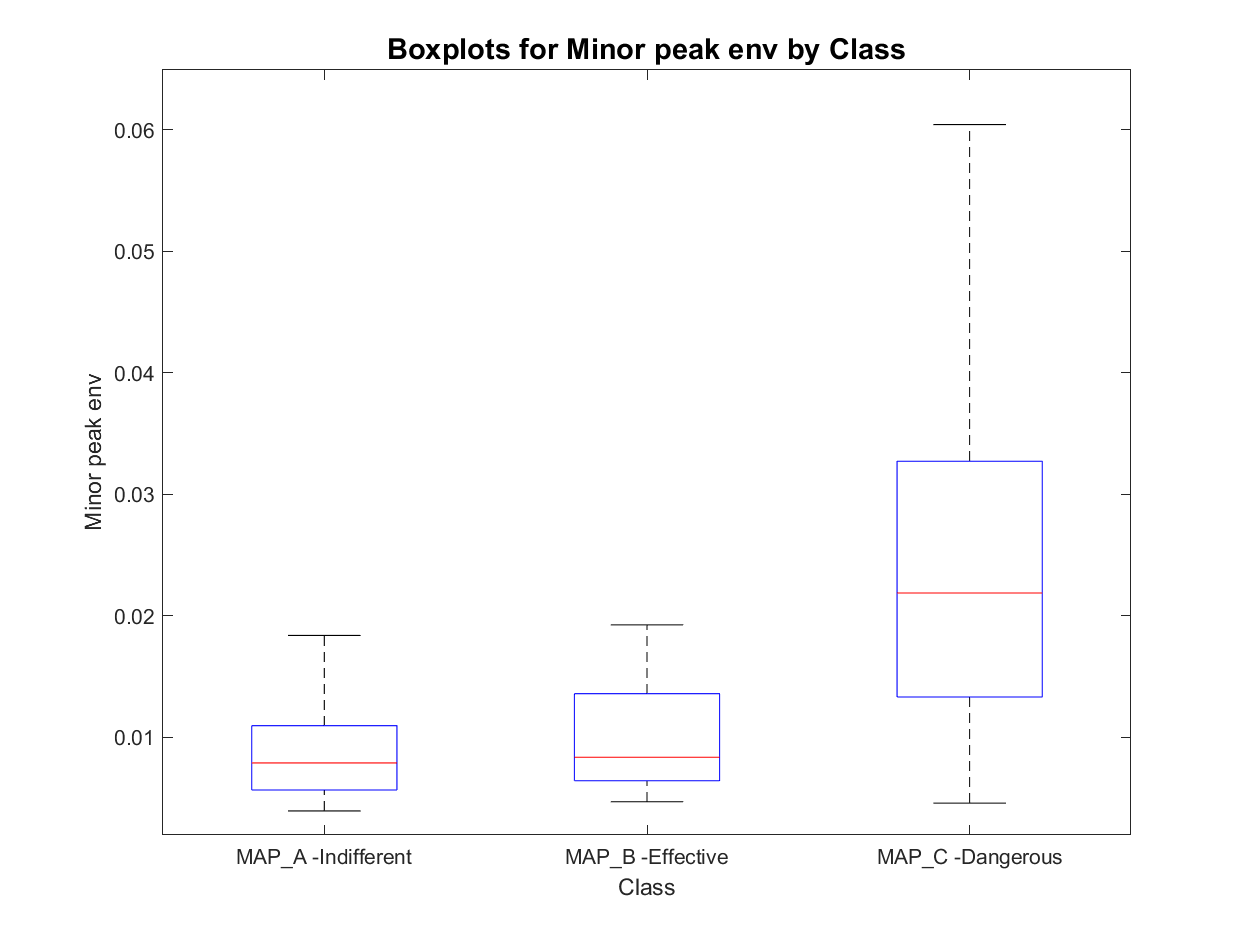 Boxplots for Minor peak env by Class
0.06
0.05
0.04
0.03
0.02
0.01
Minor peak env
MAP_A -Indifferent
MAP_B -Effective
MAP_C -Dangerous
Class